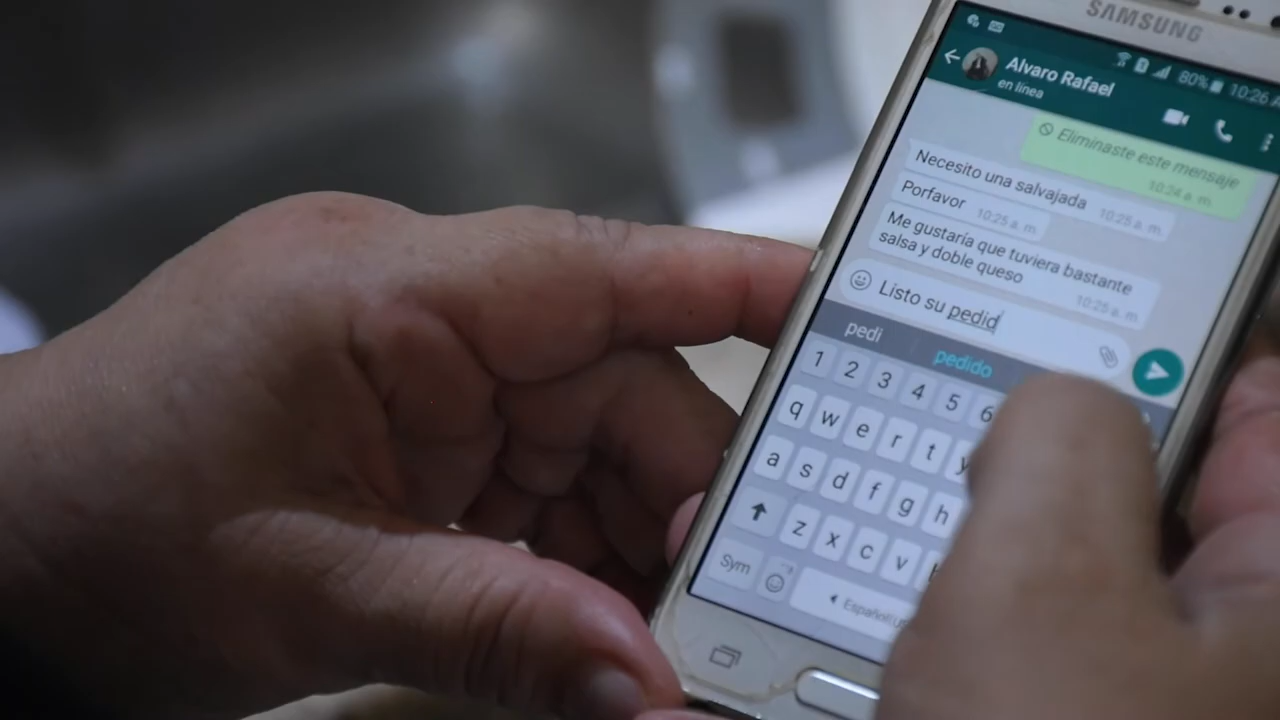 SAMSUNG
80% 10:26
Alvaro Rafael
en línea
Eliminaste este mensaje
10:24 a. m.
Necesito una salvajada 10:25 a. m.
Porfavor 10:25 a. m.
Me gustaría que tuviera bastante
salsa y doble queso
10:25 a. m.
Listo su pedid
pedi pedido
1 2 3 4 5 6
q w e r t y
a s d f g h
z x c v
Sym